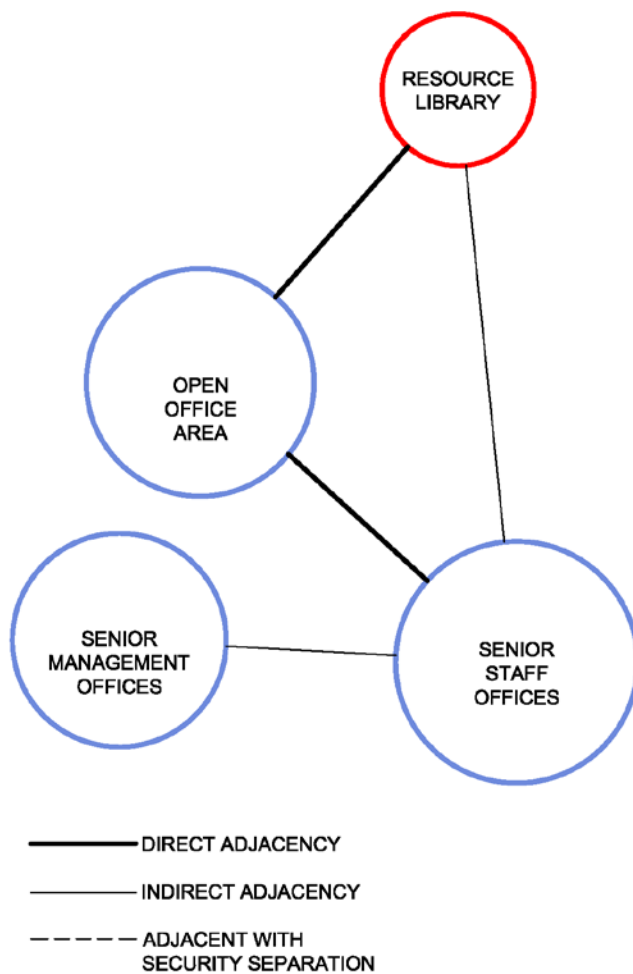 RESOURCE
LIBRARY
OPEN
OFFICE
AREA
SENIOR
MANAGEMENT
OFFICES
SENIOR
STAFF
OFFICES
DIRECT ADJACENCY
INDIRECT ADJACENCY
ADJACENT WITH
SECURITY SEPARATION